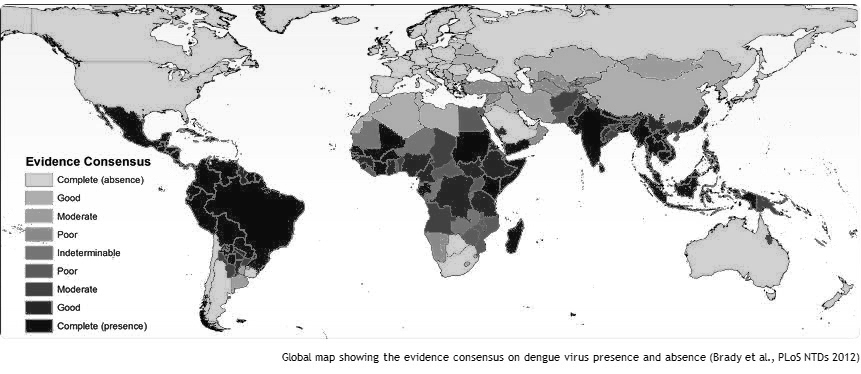 Evidence Consensus
Complete (absence)
Good
Moderate
Poor
Indeterminable
Poor
Moderate
Good
Complete (presence)
Global map showing the evidence consensus on dengue virus presence and absence (Brady et al., PLoS NTDs 2012)